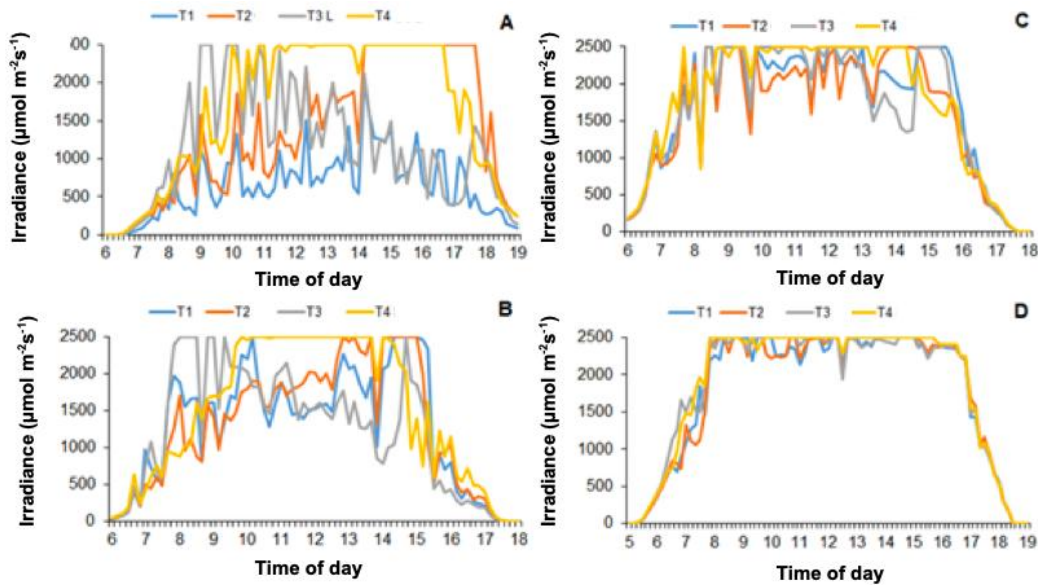 T1 T2 T3 L T4 A
Irradiance (µmol m-2s-1)
00
2000
1500
1000
500
0
6 7 8 9 10 11 12 13 14 15 16 17 18 19
Time of day
T1 T2 T3 T4 C
Irradiance (µmol m-2s-1)
2500
2000
1500
1000
500
0
6 7 8 9 10 11 12 13 14 15 16 17 18
Time of day
T1 T2 T3 T4 B
Irradiance (µmol m-2s-1)
2500
2000
1500
1000
500
0
6 7 8 9 10 11 12 13 14 15 16 17 18
Time of day
T1 T2 T3 T4 D
Irradiance (µmol m-2s-1)
2500
2000
1500
1000
500
0
5 6 7 8 9 10 11 12 13 14 15 16 17 18 19
Time of day